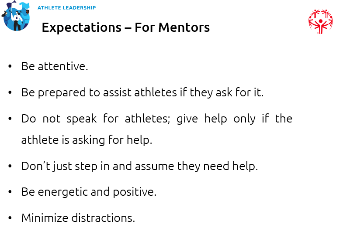 ATHLETE LEADERSHIP
Expectations – For Mentors
• Be attentive.
• Be prepared to assist athletes if they ask for it.
• Do not speak for athletes; give help only if the
athlete is asking for help.
• Don't just step in and assume they need help.
• Be energetic and positive.
• Minimize distractions.